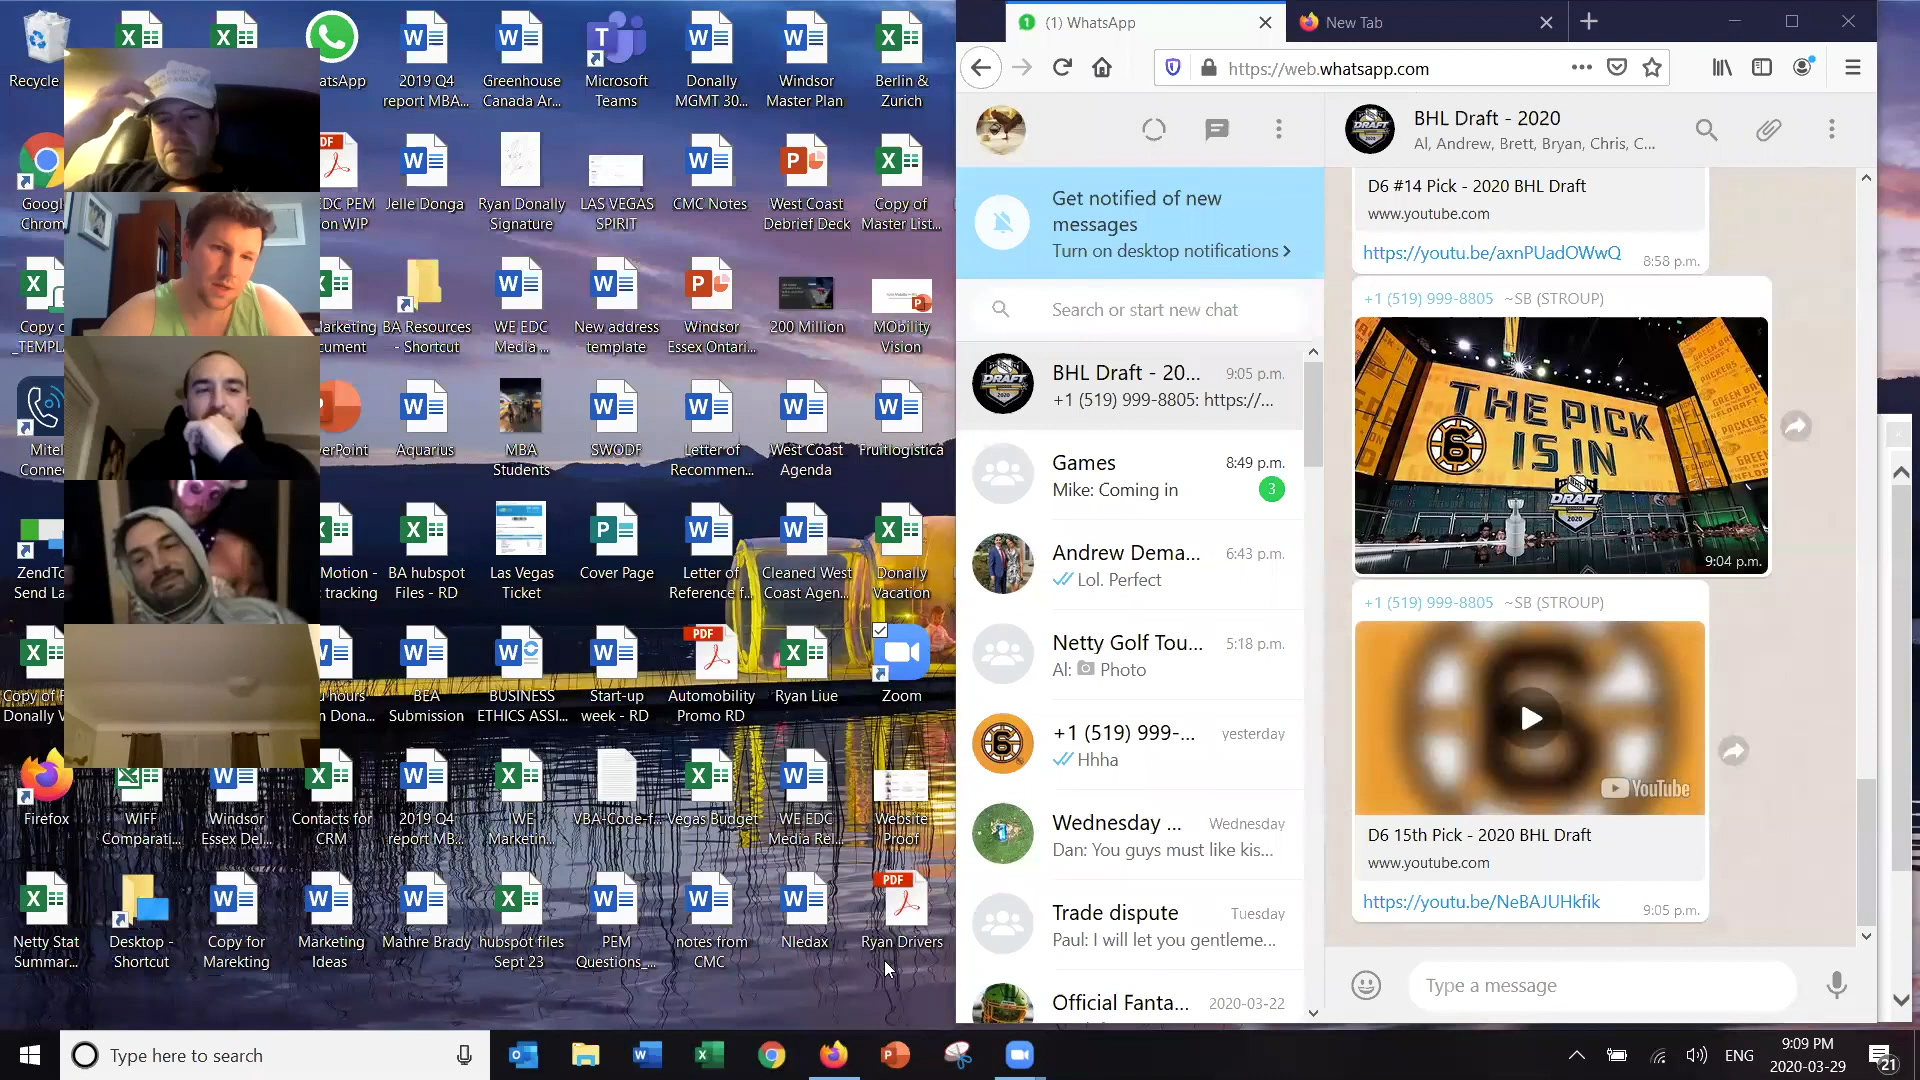 Recycle
atsApp
2019 Q4
report MBA...
Greenhouse
Canada Ar...
Microsoft
Teams
Donally
MGMT 30...
Windsor
Master Plan
Berlin &
Zurich
Googl
Chrom
DC PEM
on WIP
Jelle Donga
Ryan Donally
Signature
LAS VEGAS
SPIRIT
CMC Notes
West Coast
Debrief Deck
Copy of
Master List...
Copy o
_TEMPL
arketing
cument
BA Resources
- Shortcut
WE EDC
Media ...
New address
template
Windsor
Essex Ontari...
200 Million
MObility
Vision
Mitel
Conne
erPoint
Aquarius
MBA
Students
SWODF
Letter of
Recommen...
West Coast
Agenda
Fruitlogistica
ZendTo
Send La
Motion -
tracking
BA hubspot
Files - RD
Las Vegas
Ticket
Cover Page
Letter of
Reference f...
Cleaned West
Coast Agen...
Donally
Vacation
Copy of F
Donally V
hours
n Dona...
BEA
Submission
BUSINESS
ETHICS ASSI...
Start-up
week - RD
Automobility
Promo RD
Ryan Liue
Zoom
Firefox
WIFF
Comparati...
Windsor
Essex Del...
Contacts for
CRM
2019 Q4
report MB...
WE
Marketin...
VBA-Code-f...
Vegas Budget
WE EDC
Media Rel...
Website
Proof
Netty Stat
Summar...
Desktop -
Shortcut
Copy for
Marekting
Marketing
Ideas
Mathre Brady
hubspot files
Sept 23
PEM
Questions_...
notes from
CMC
Nledax
Ryan Drivers
(1) WhatsApp
New Tab
https://web.whatsapp.com
Get notified of new
messages
Turn on desktop notifications >
Search or start new chat
BHL Draft - 20... 9:05 p.m.
+1 (519) 999-8805: https://...
Games 8:49 p.m.
Mike: Coming in 3
Andrew Dema... 6:43 p.m.
Lol. Perfect
Netty Golf Tou... 5:18 p.m.
Al: Photo
+1 (519) 999-... yesterday
Hhha
Wednesday ... Wednesday
Dan: You guys must like kis...
Trade dispute Tuesday
Paul: I will let you gentleme...
Official Fanta... 2020-03-22
BHL Draft - 2020
Al, Andrew, Brett, Bryan, Chris, C...
D6 #14 Pick - 2020 BHL Draft
www.youtube.com
https://youtu.be/axnPUadOWwQ 8:58 p.m.
+1 (519) 999-8805 ~SB (STROUP)
THE PICK
IS IN
DRAFT
2020
9:04 p.m.
+1 (519) 999-8805 ~SB (STROUP)
YouTube
D6 15th Pick - 2020 BHL Draft
www.youtube.com
https://youtu.be/NeBAJUHkfik 9:05 p.m.
Type a message
Type here to search
ENG
9:09 PM
2020-03-29
21